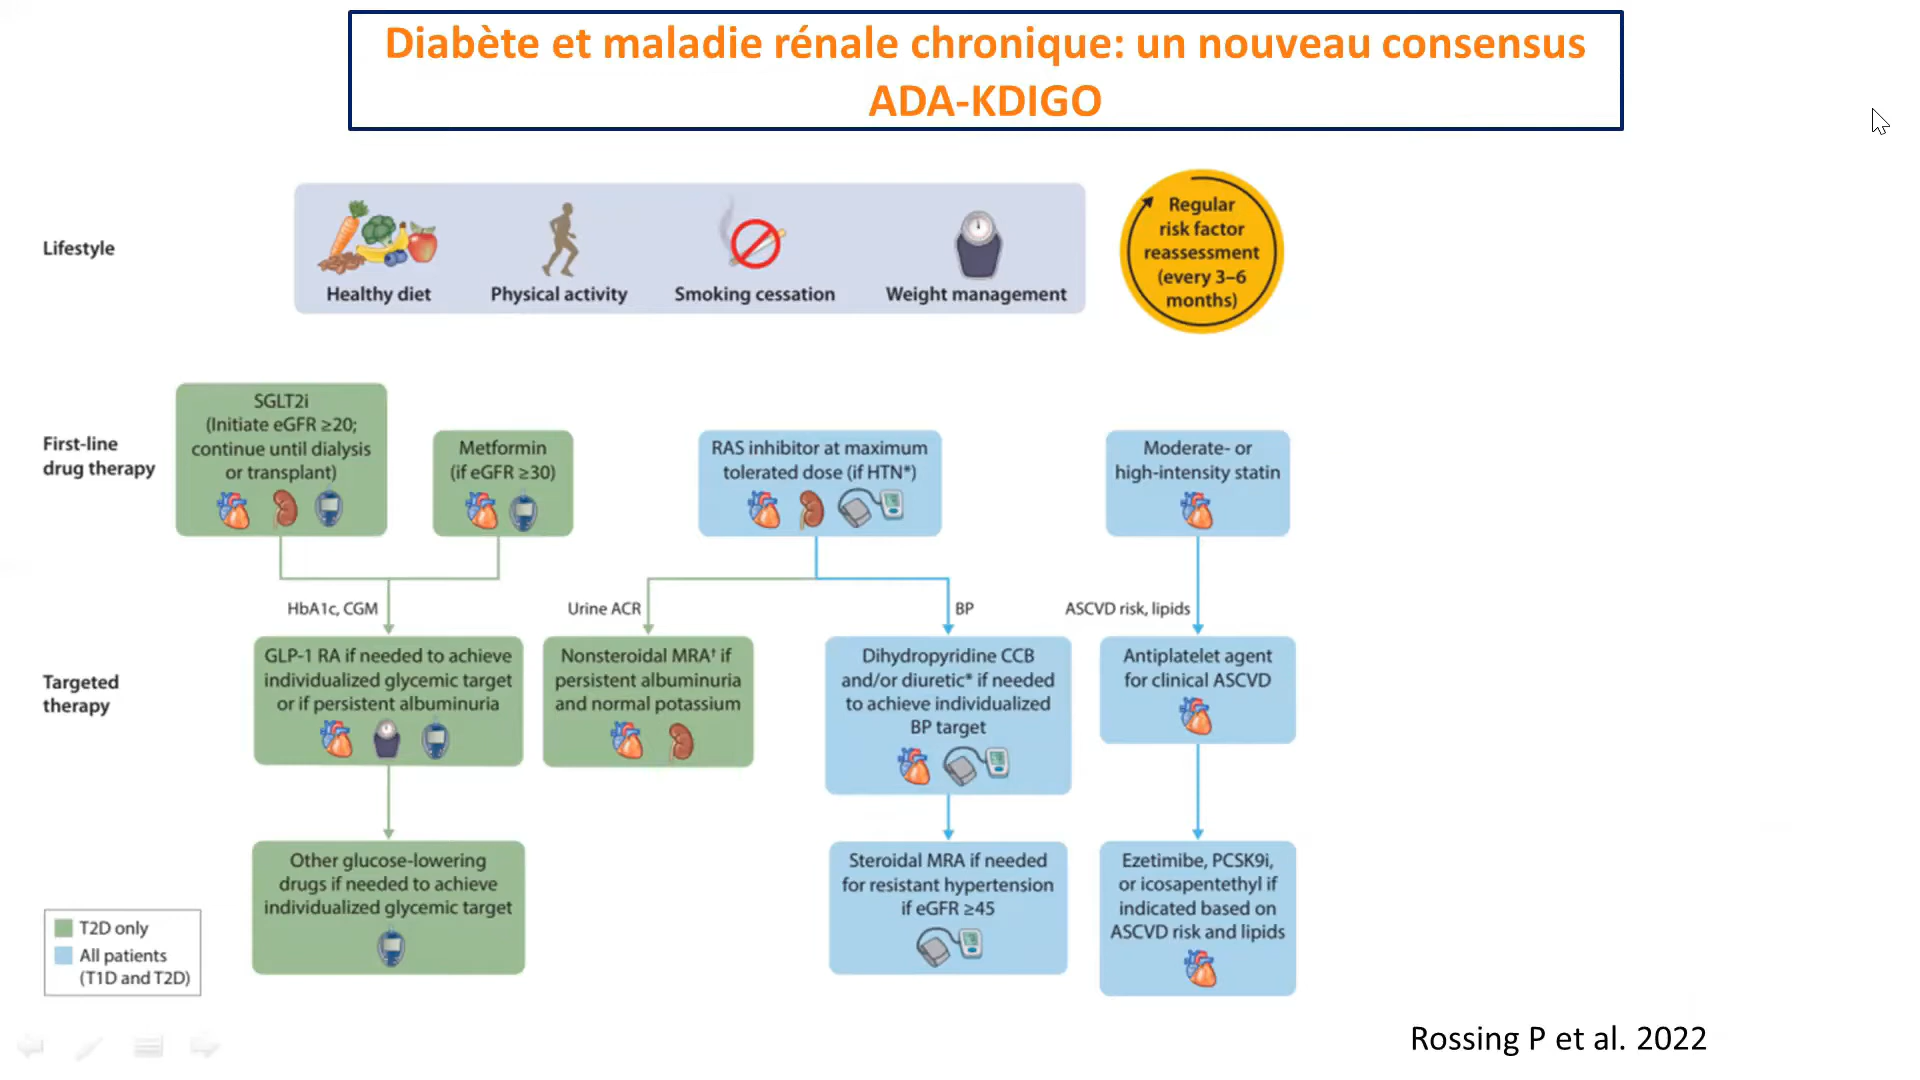 Diabète et maladie rénale chronique: un nouveau consensus
ADA-KDIGO
Lifestyle
Healthy diet
Physical activity
Smoking cessation
Weight management
Regular
risk factor
reassessment
(every 3–6
months)
First-line
drug therapy
SGLT2i
(Initiate eGFR ≥20;
continue until dialysis
or transplant)
Metformin
(if eGFR ≥30)
RAS inhibitor at maximum
tolerated dose (if HTN*)
Moderate- or
high-intensity statin
HbA1c, CGM
Urine ACR
BP
ASCVD risk, lipids
Targeted
therapy
GLP-1 RA if needed to achieve
individualized glycemic target
or if persistent albuminuria
Nonsteroidal MRA† if
persistent albuminuria
and normal potassium
Dihydropyridine CCB
and/or diuretic* if needed
to achieve individualized
BP target
Antiplatelet agent
for clinical ASCVD
Other glucose-lowering
drugs if needed to achieve
individualized glycemic target
Steroidal MRA if needed
for resistant hypertension
if eGFR ≥45
Ezetimibe, PCSK9i,
or icosapentethyl if
indicated based on
ASCVD risk and lipids
T2D only
All patients
(T1D and T2D)
Rossing P et al. 2022